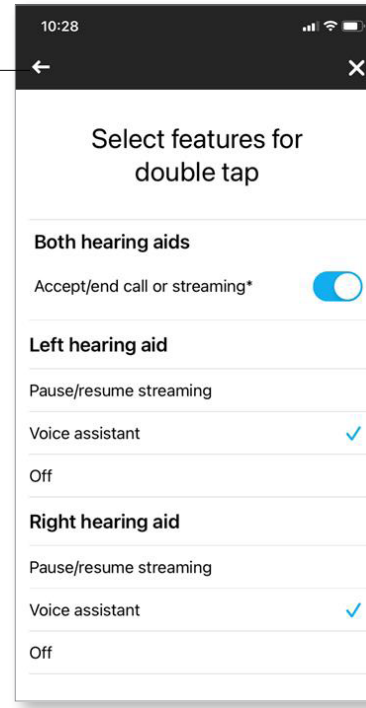 10:28
Select features for
double tap
Both hearing aids
Accept/end call or streaming*
Left hearing aid
Pause/resume streaming
Voice assistant
Off
Right hearing aid
Pause/resume streaming
Voice assistant
Off